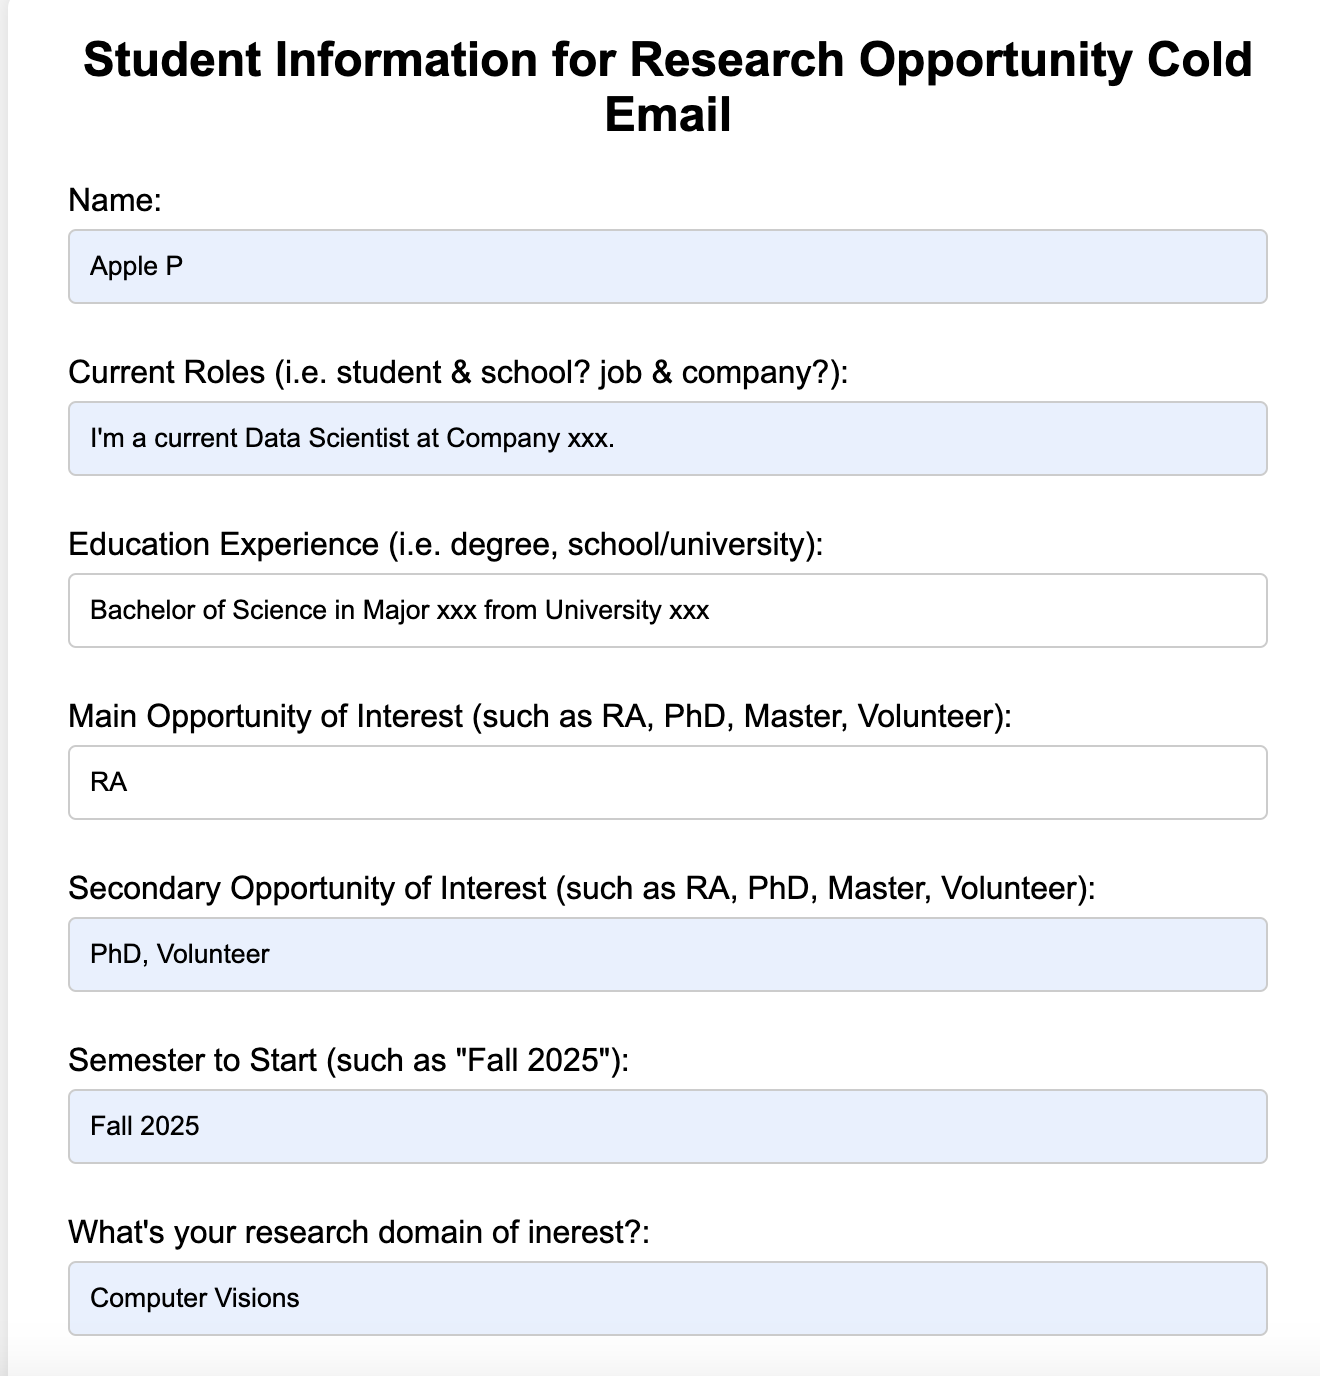 Student Information for Research Opportunity Cold
Email
Name:
Apple P
Current Roles (i.e. student & school? job & company?):
I'm a current Data Scientist at Company xxx.
Education Experience (i.e. degree, school/university):
Bachelor of Science in Major xxx from University xxx
Main Opportunity of Interest (such as RA, PhD, Master, Volunteer):
RA
Secondary Opportunity of Interest (such as RA, PhD, Master, Volunteer):
PhD, Volunteer
Semester to Start (such as "Fall 2025"):
Fall 2025
What's your research domain of inerest?:
Computer Visions